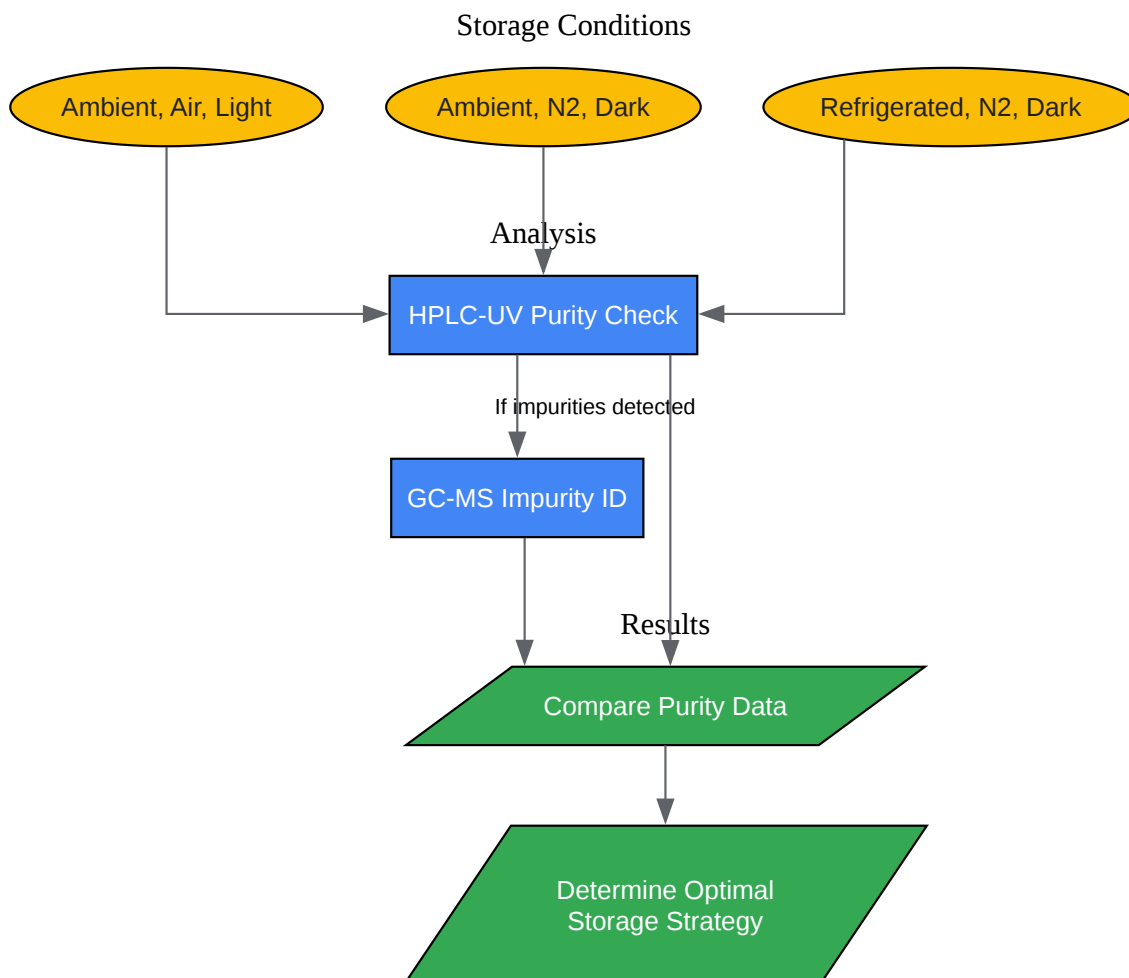 Storage Conditions
Ambient, Air, Light
Ambient, N2, Dark
Refrigerated, N2, Dark
Analysis
HPLC-UV Purity Check
If impurities detected
GC-MS Impurity ID
Results
Compare Purity Data
Determine Optimal
Storage Strategy